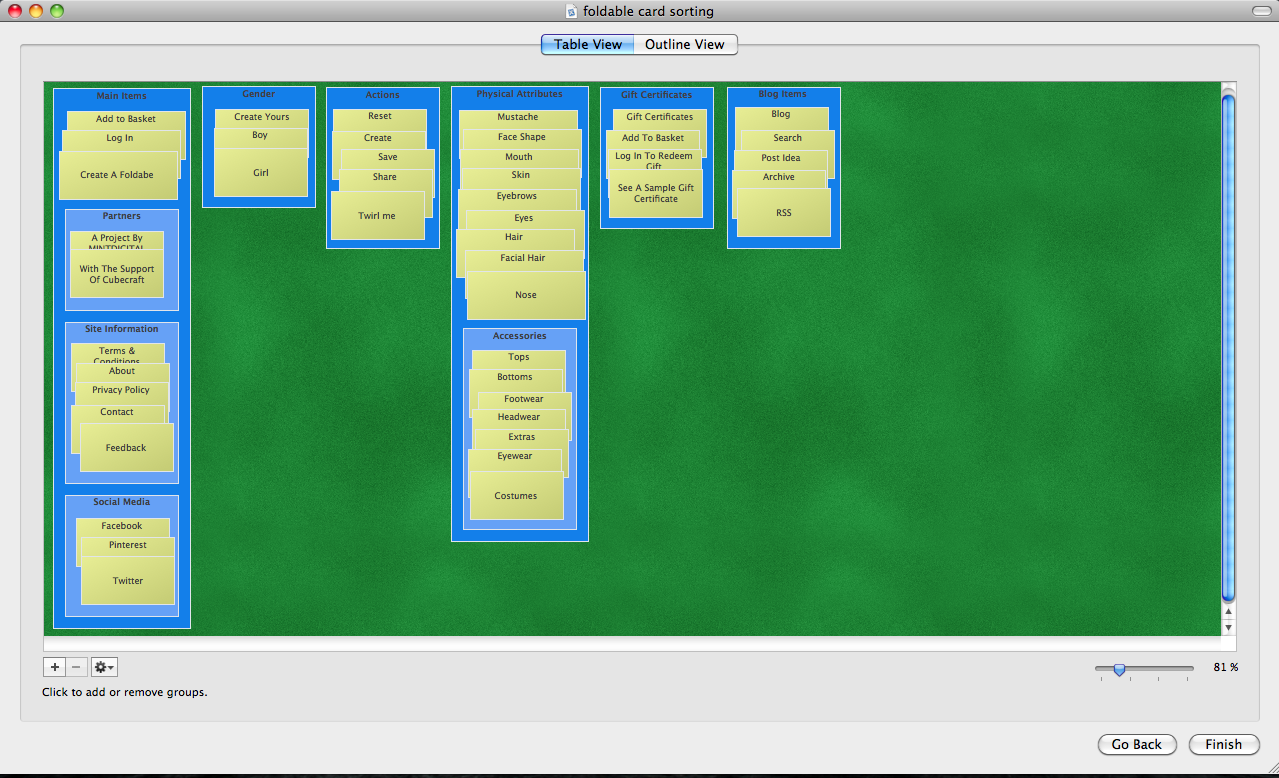 foldable card sorting
Table View
Outline View
Main Items
Add to Basket
Log In
Create A Foldabe
Partners
A Project By
MINTDIGITAL
With The Support
Of Cubecraft
Site Information
Terms &
Conditions
About
Privacy Policy
Contact
Feedback
Social Media
Facebook
Pinterest
Twitter
Gender
Create Yours
Boy
Girl
Actions
Reset
Create
Save
Share
Twirl me
Physical Attributes
Mustache
Face Shape
Mouth
Skin
Eyebrows
Eyes
Hair
Facial Hair
Nose
Accessories
Tops
Bottoms
Footwear
Headwear
Extras
Eyewear
Costumes
Gift Certificates
Gift Certificates
Add To Basket
Log In To Redeem
Gift
See A Sample Gift
Certificate
Blog Items
Blog
Search
Post Idea
Archive
RSS
81 %
Click to add or remove groups.
Go Back
Finish